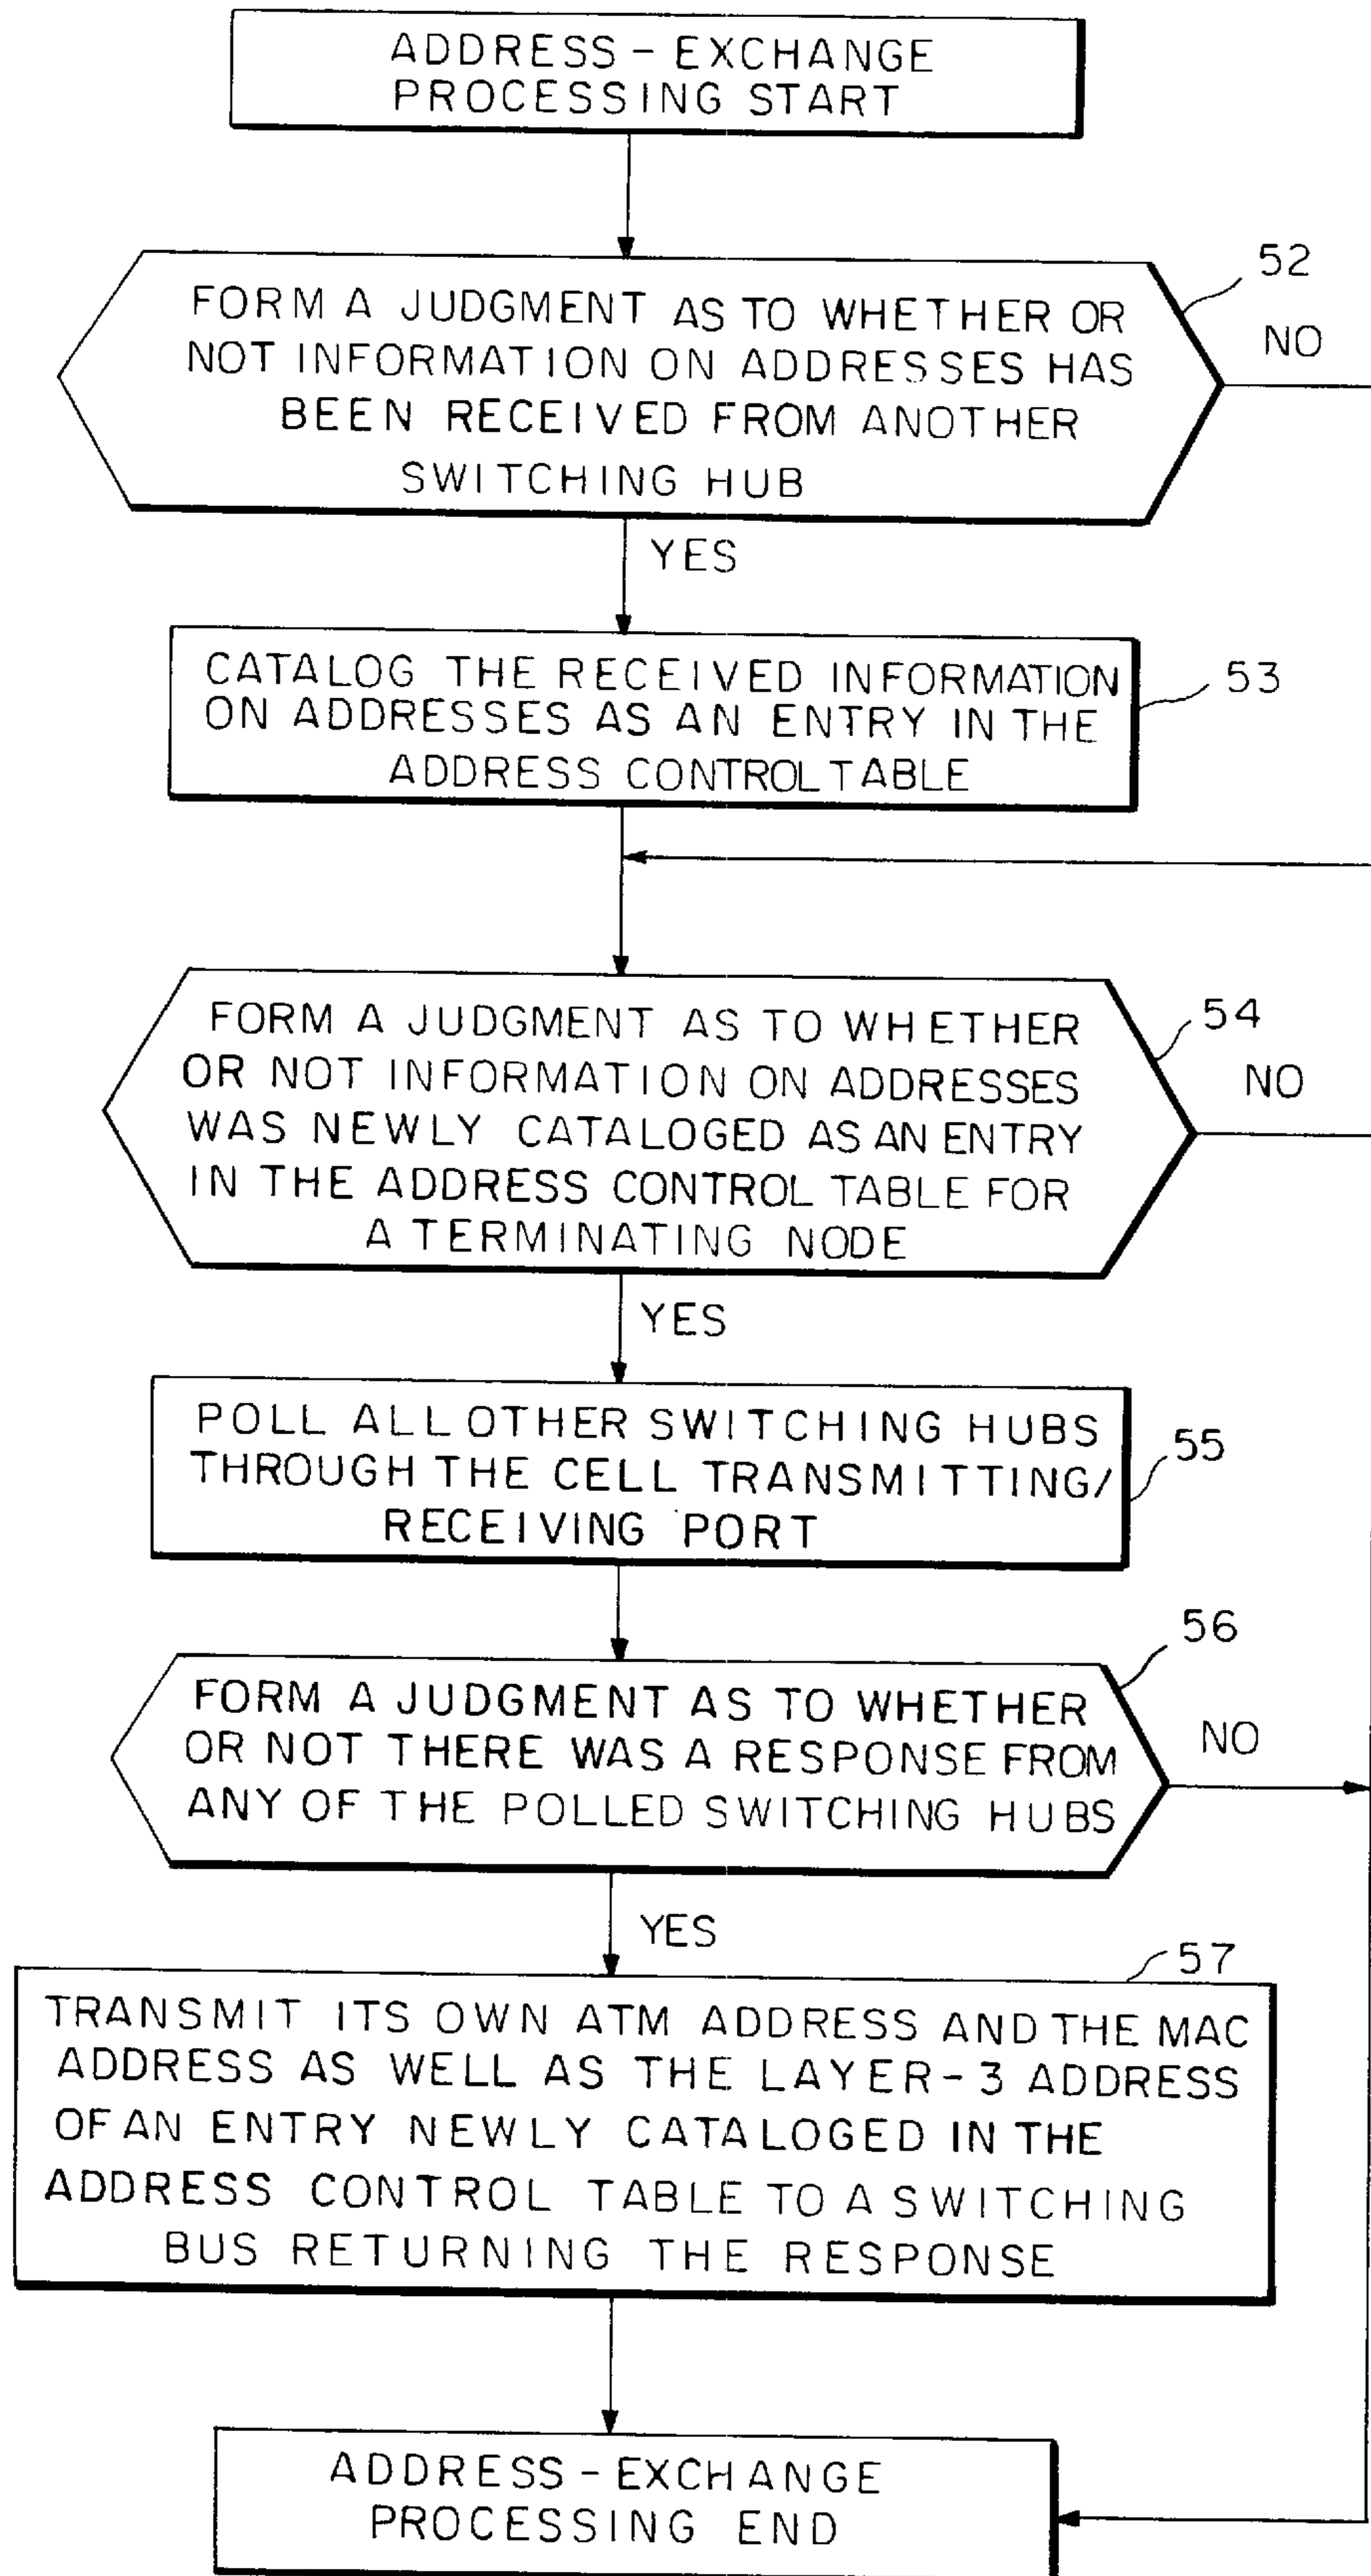 ADDRESS-EXCHANGE
PROCESSING START
52
FORM A JUDGMENT AS TO WHETHER OR
NOT INFORMATION ON ADDRESSES HAS
BEEN RECEIVED FROM ANOTHER
SWITCHING HUB
NO
YES
CATALOG THE RECEIVED INFORMATION
ON ADDRESSES AS AN ENTRY IN THE
ADDRESS CONTROL TABLE
53
FORM A JUDGMENT AS TO WHETHER
OR NOT INFORMATION ON ADDRESSES
WAS NEWLY CATALOGED AS AN ENTRY
IN THE ADDRESS CONTROL TABLE FOR
A TERMINATING NODE
54
NO
YES
POLL ALL OTHER SWITCHING HUBS
THROUGH THE CELL TRANSMITTING/
RECEIVING PORT
55
56
FORM A JUDGMENT AS TO WHETHER
OR NOT THERE WAS A RESPONSE FROM
ANY OF THE POLLED SWITCHING HUBS
NO
YES
57
TRANSMIT ITS OWN ATM ADDRESS AND THE MAC
ADDRESS AS WELL AS THE LAYER-3 ADDRESS
OF AN ENTRY NEWLY CATALOGED IN THE
ADDRESS CONTROL TABLE TO A SWITCHING
BUS RETURNING THE RESPONSE
ADDRESS-EXCHANGE
PROCESSING END